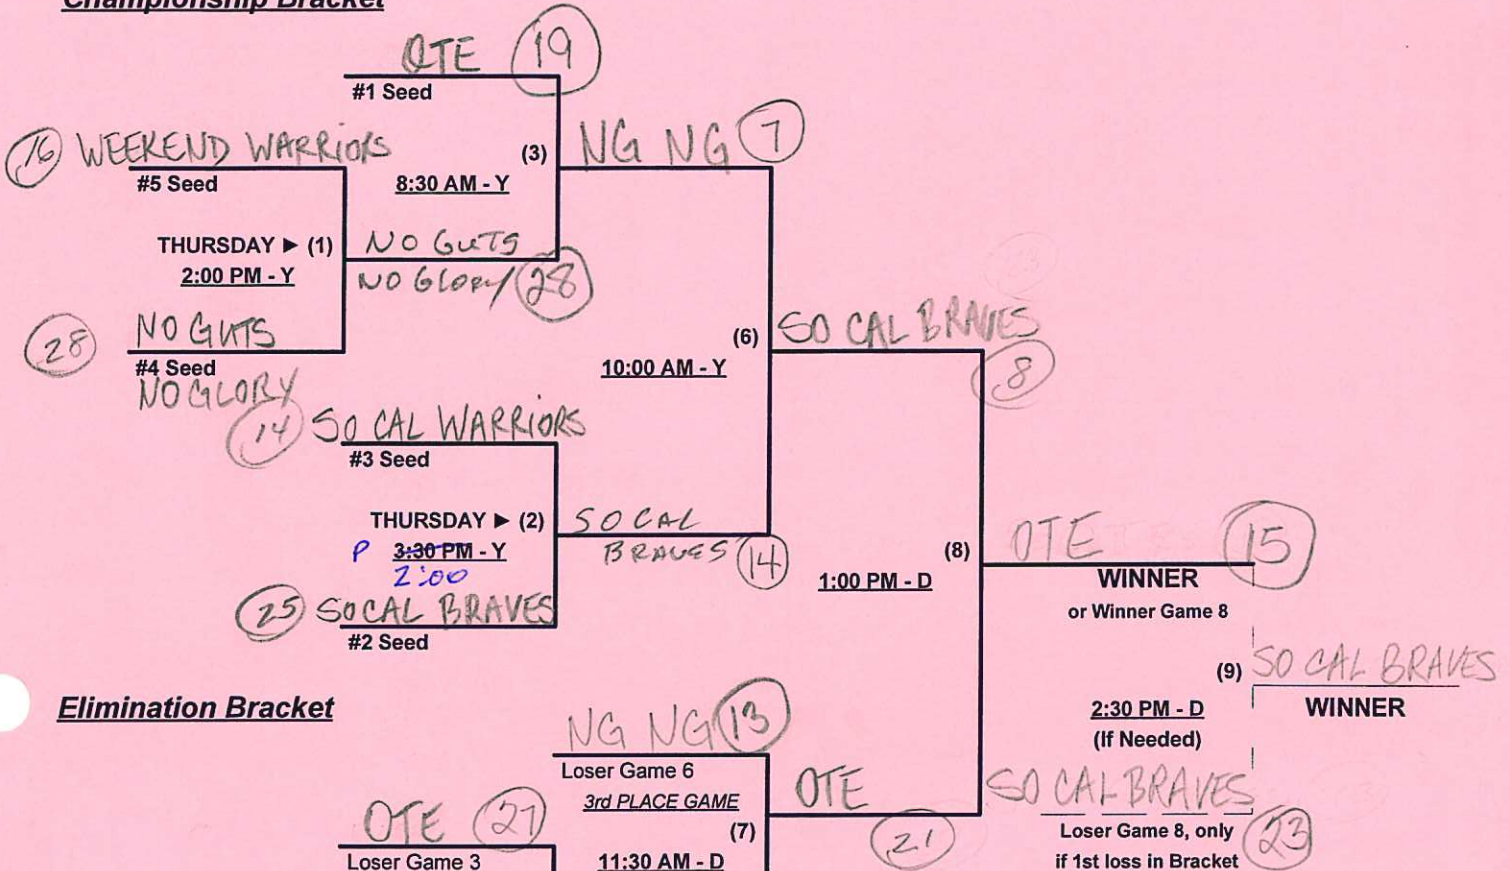 Championship Bracket
OTE 19
#1 Seed
16 WEEKEND WARRIORS
#5 Seed
(3)
8:30 AM - Y
NG NG 7
THURSDAY ► (1)
2:00 PM - Y
NO GUTS
NO GLORY 28
28 NO GUTS
#4 Seed
NO GLORY
(6)
10:00 AM - Y
SO CAL BRAVES
8
14 SO CAL WARRIORS
#3 Seed
THURSDAY ► (2)
P 3:30 PM - Y
2:00
SO CAL
BRAVES 14
25 SOCAL BRAVES
#2 Seed
(8)
1:00 PM - D
OTE 15
WINNER
or Winner Game 8
(9)
2:30 PM - D
(If Needed)
SO CAL BRAVES
WINNER
SO CAL BRAVES
Loser Game 8, only
if 1st loss in Bracket
23
Elimination Bracket
NG NG 13
Loser Game 6
3rd PLACE GAME
(7)
11:30 AM - D
OTE
21
OTE 27
Loser Game 3